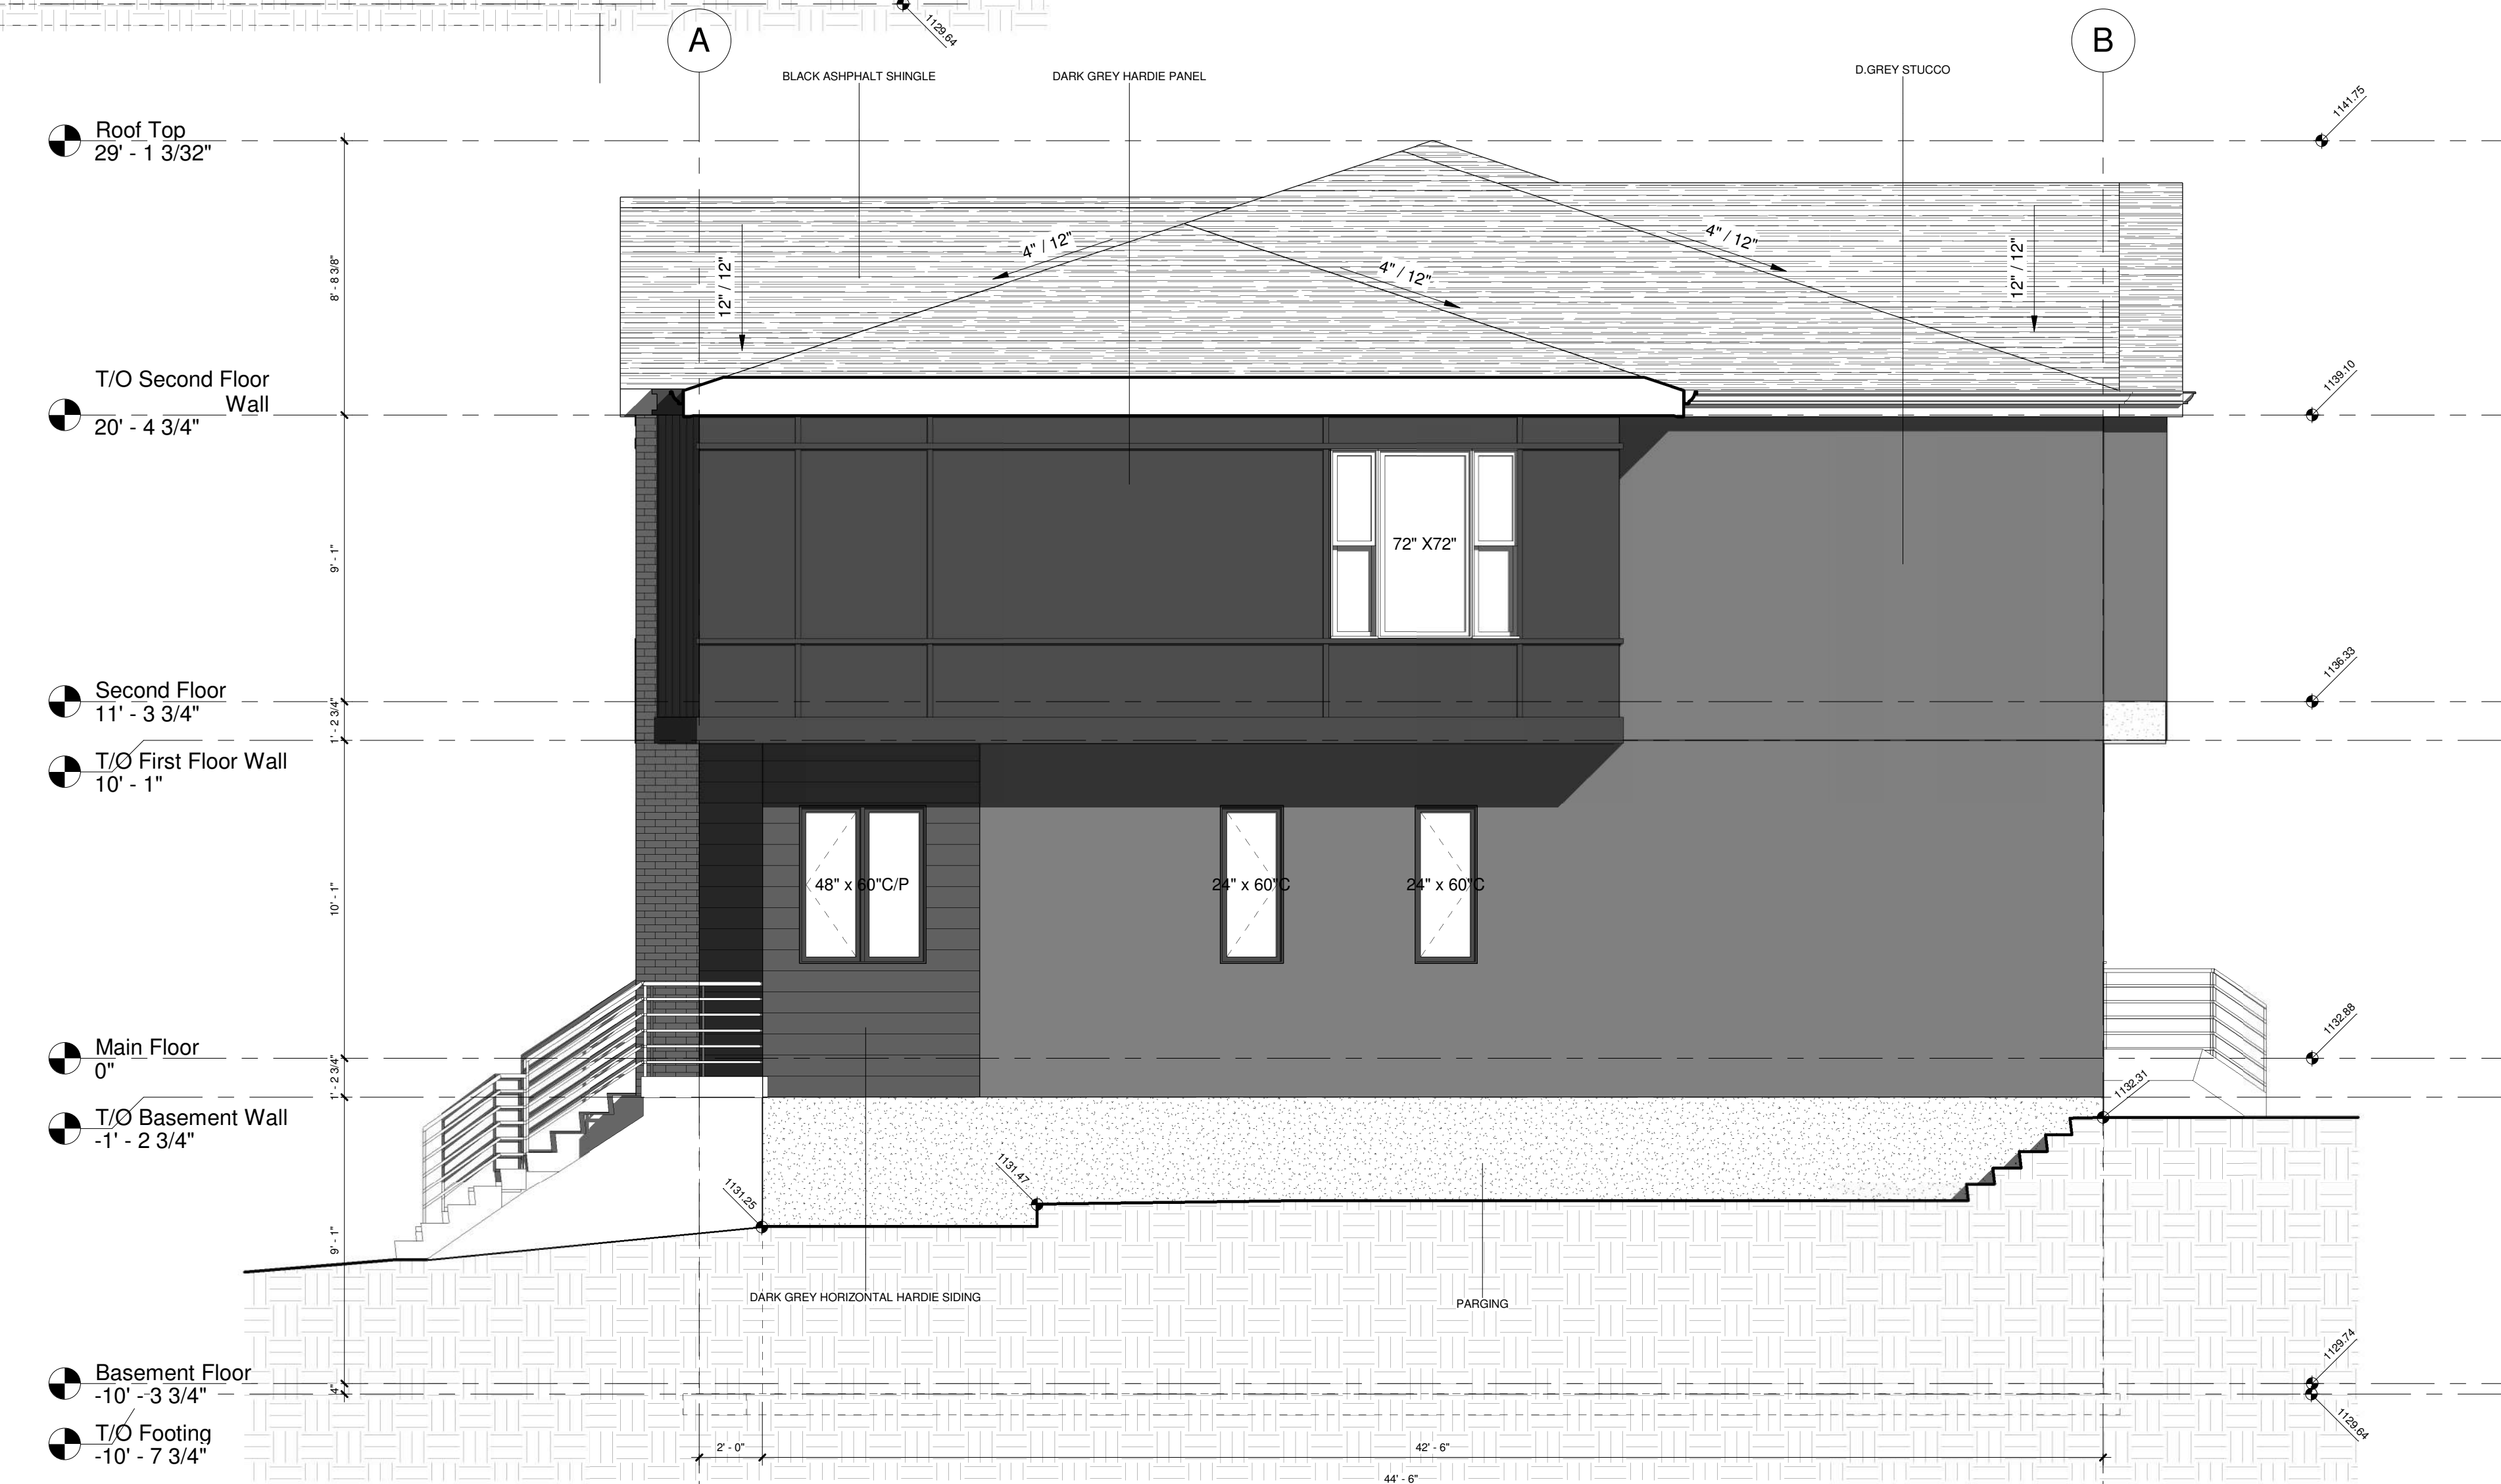 1129.64
A
B
BLACK ASHPHALT SHINGLE
DARK GREY HARDIE PANEL
D.GREY STUCCO
1141.75
Roof Top
29' - 1 3/32"
8' - 8 3/8"
12" / 12"
4" / 12"
4" / 12"
4" / 12"
12" / 12"
T/O Second Floor
Wall
20' - 4 3/4"
1139.10
9' - 1"
72" X72"
Second Floor
11' - 3 3/4"
1136.33
1' - 2 3/4"
T/O First Floor Wall
10' - 1"
10' - 1"
48" x 60"C/P
24" x 60"C
24" x 60"C
Main Floor
0"
1132.88
1' - 2 3/4"
T/O Basement Wall
-1' - 2 3/4"
1132.31
1131.25
1131.47
9' - 1"
DARK GREY HORIZONTAL HARDIE SIDING
PARGING
Basement Floor
-10' - 3 3/4"
4"
1129.74
T/O Footing
-10' - 7 3/4"
1129.64
2' - 0"
42' - 6"
44' - 6"